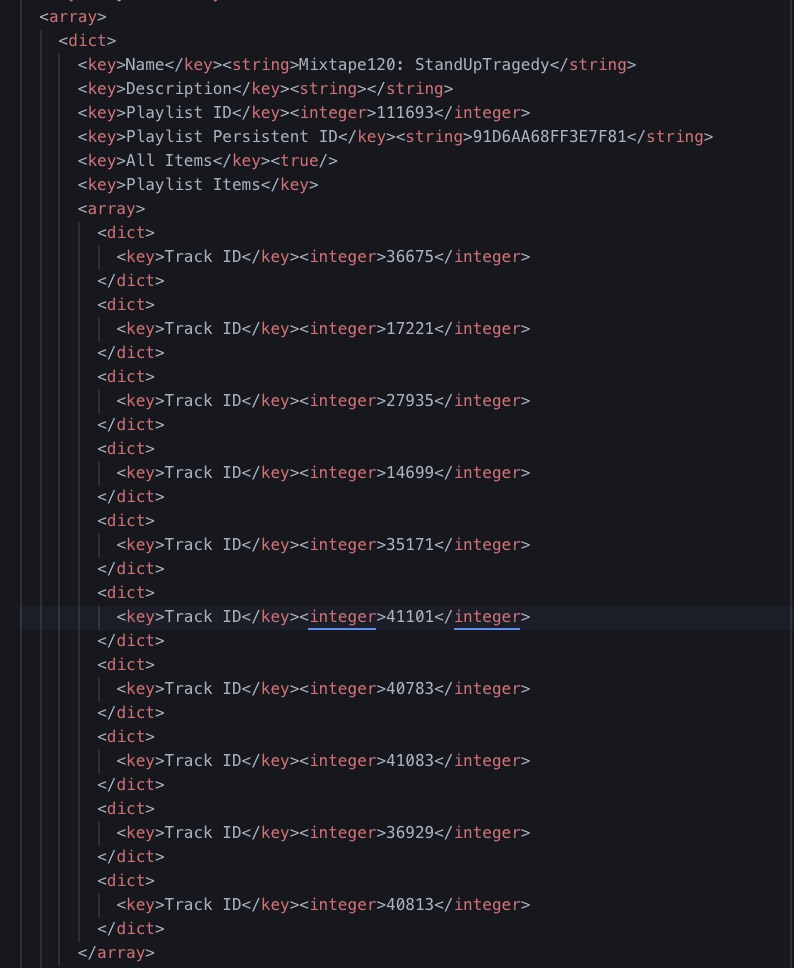 <array>
<dict>
<key>Name</key><string>Mixtape120: StandUpTragedy</string>
<key>Description</key><string></string>
<key>Playlist ID</key><integer>111693</integer>
<key>Playlist Persistent ID</key><string>91D6AA68FF3E7F81</string>
<key>All Items</key><true/>
<key>Playlist Items</key>
<array>
<dict>
<key>Track ID</key><integer>36675</integer>
</dict>
<dict>
<key>Track ID</key><integer>17221</integer>
</dict>
<dict>
<key>Track ID</key><integer>27935</integer>
</dict>
<dict>
<key>Track ID</key><integer>14699</integer>
</dict>
<dict>
<key>Track ID</key><integer>35171</integer>
</dict>
<dict>
<key>Track ID</key><integer>41101</integer>
</dict>
<dict>
<key>Track ID</key><integer>40783</integer>
</dict>
<dict>
<key>Track ID</key><integer>41083</integer>
</dict>
<dict>
<key>Track ID</key><integer>36929</integer>
</dict>
<dict>
<key>Track ID</key><integer>40813</integer>
</dict>
</array>